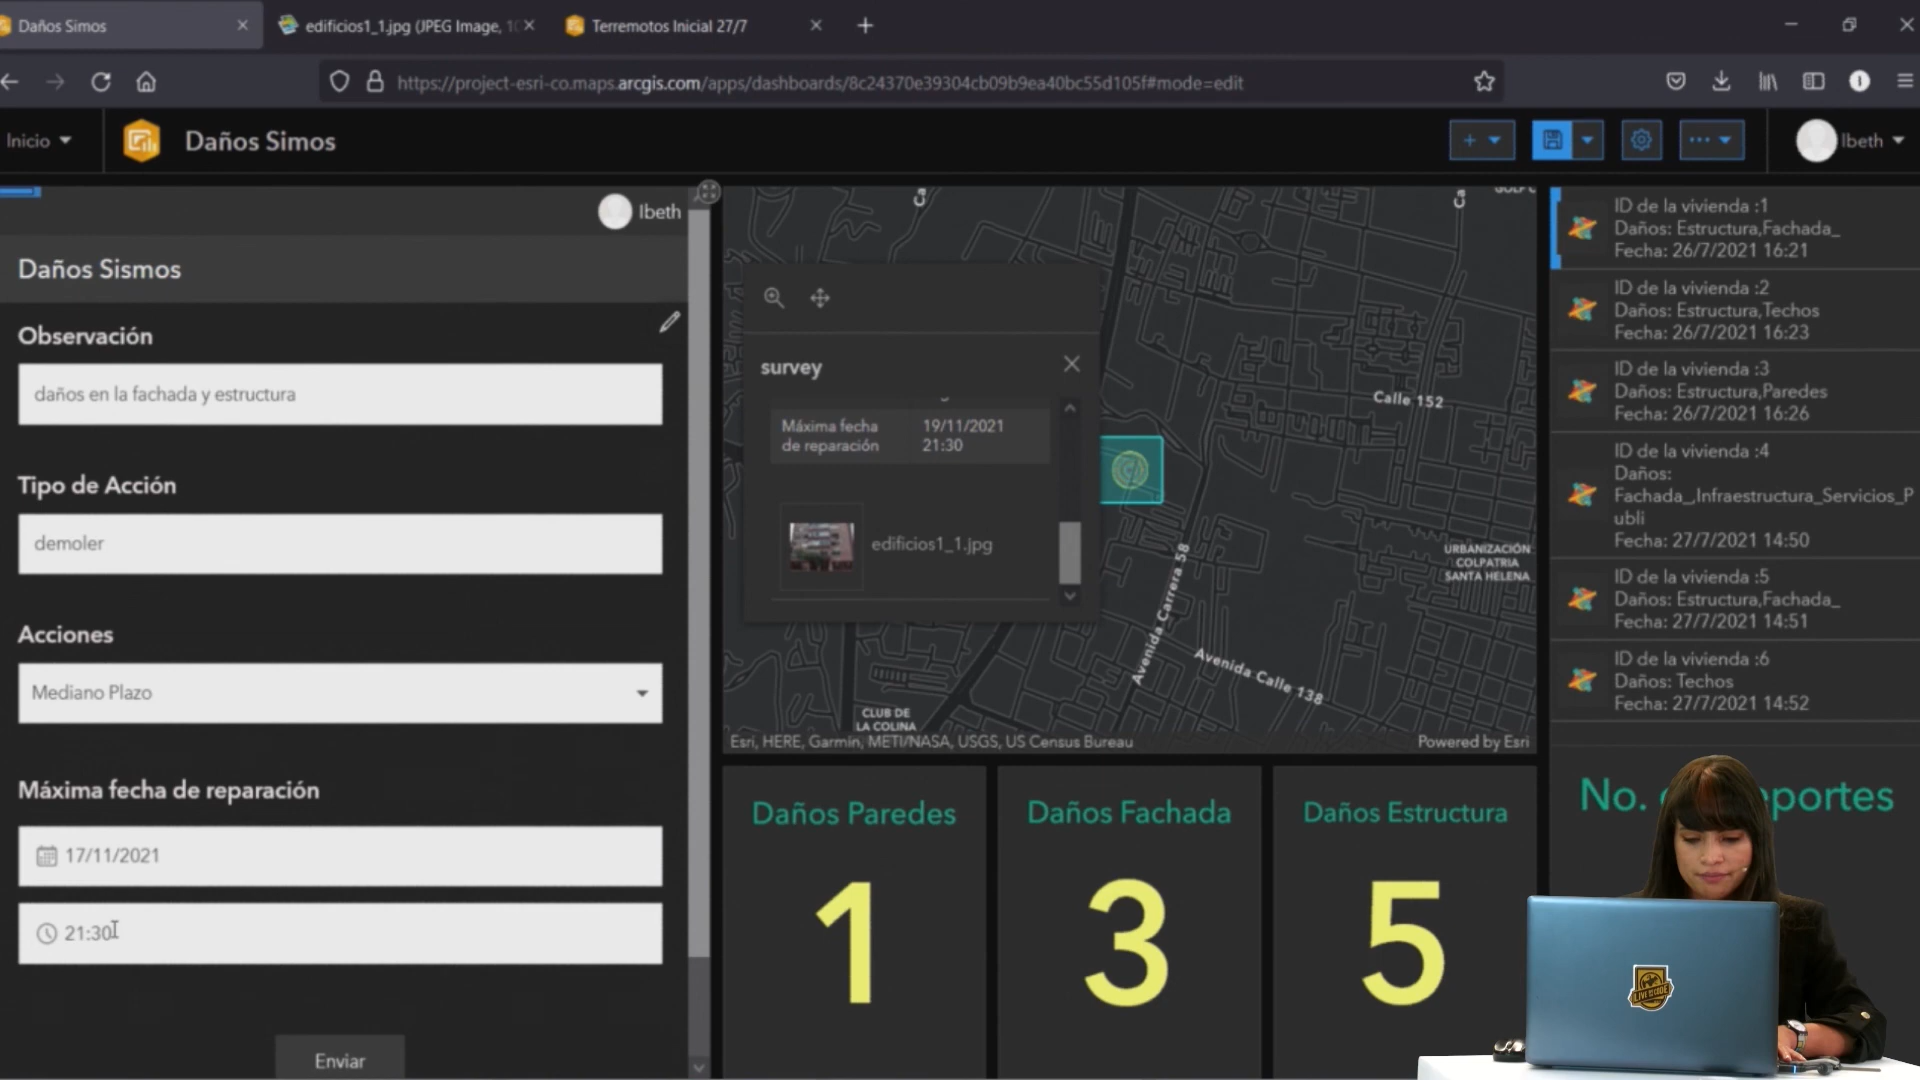 Daños Simos
edificios1_1.jpg (JPEG Image, 10
Terremotos Inicial 27/7
https://project-esri-co.maps.arcgis.com/apps/dashboards/8c24370e39304cb09b9ea40bc55d105f#mode=edit
Inicio
Daños Simos
Ibeth
Ibeth
Daños Sismos
Observación
daños en la fachada y estructura
Tipo de Acción
demoler
Acciones
Mediano Plazo
Máxima fecha de reparación
17/11/2021
21:30
Enviar
survey
Máxima fecha
de reparación
19/11/2021
21:30
edificios1_1.jpg
Ca
Ca
Calle 152
URBANIZACIÓN
COLPATRIA
SANTA HELENA
Avenida Carrera 58
Avenida Calle 138
CLUB DE
LA COLINA
Esri, HERE, Garmin, METI/NASA, USGS, US Census Bureau
Powered by Esri
Daños Paredes
1
Daños Fachada
3
Daños Estructura
5
ID de la vivienda :1
Daños: Estructura,Fachada_
Fecha: 26/7/2021 16:21
ID de la vivienda :2
Daños: Estructura,Techos
Fecha: 26/7/2021 16:23
ID de la vivienda :3
Daños: Estructura,Paredes
Fecha: 26/7/2021 16:26
ID de la vivienda :4
Daños:
Fachada_,Infraestructura_Servicios_P
ubli
Fecha: 27/7/2021 14:50
ID de la vivienda :5
Daños: Estructura,Fachada_
Fecha: 27/7/2021 14:51
ID de la vivienda :6
Daños: Techos
Fecha: 27/7/2021 14:52
No.
eportes
LIVE
CODE